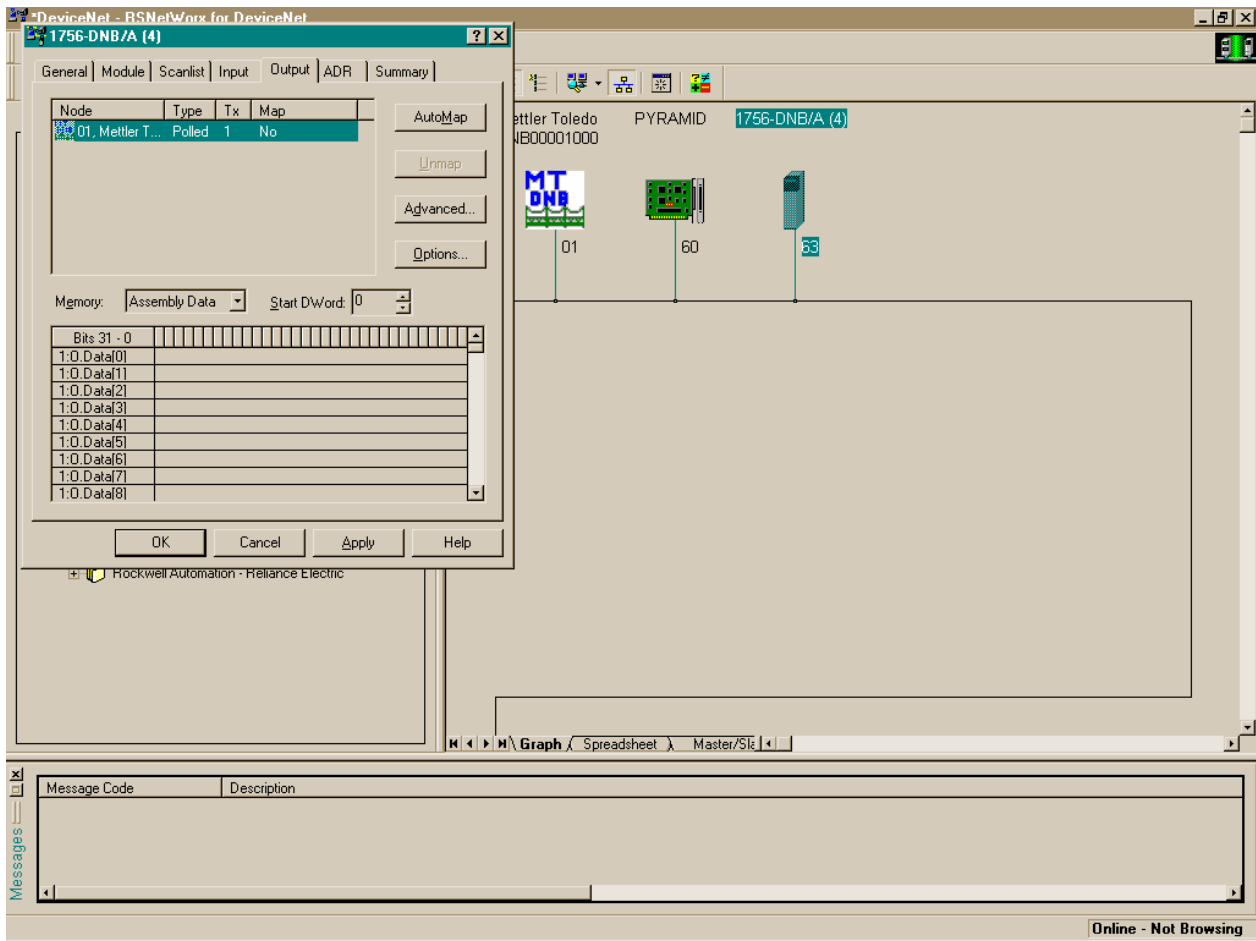 *DeviceNet - RSNetWorx for DeviceNet
1756-DNB/A (4)
General Module Scanlist Input Output ADR Summary
Node Type Tx Map
01, Mettler T... Polled 1 No
AutoMap
Unmap
Advanced...
Options...
Memory: Assembly Data Start DWord: 0
Bits 31 - 0
1:O.Data[0]
1:O.Data[1]
1:O.Data[2]
1:O.Data[3]
1:O.Data[4]
1:O.Data[5]
1:O.Data[6]
1:O.Data[7]
1:O.Data[8]
OK Cancel Apply Help
Rockwell Automation - Reliance Electric
ettler Toledo PYRAMID 1756-DNB/A (4)
NB00001000
MT
DNB
01 60 63
Graph Spreadsheet Master/Sla
Message Code Description
Messages
Online - Not Browsing